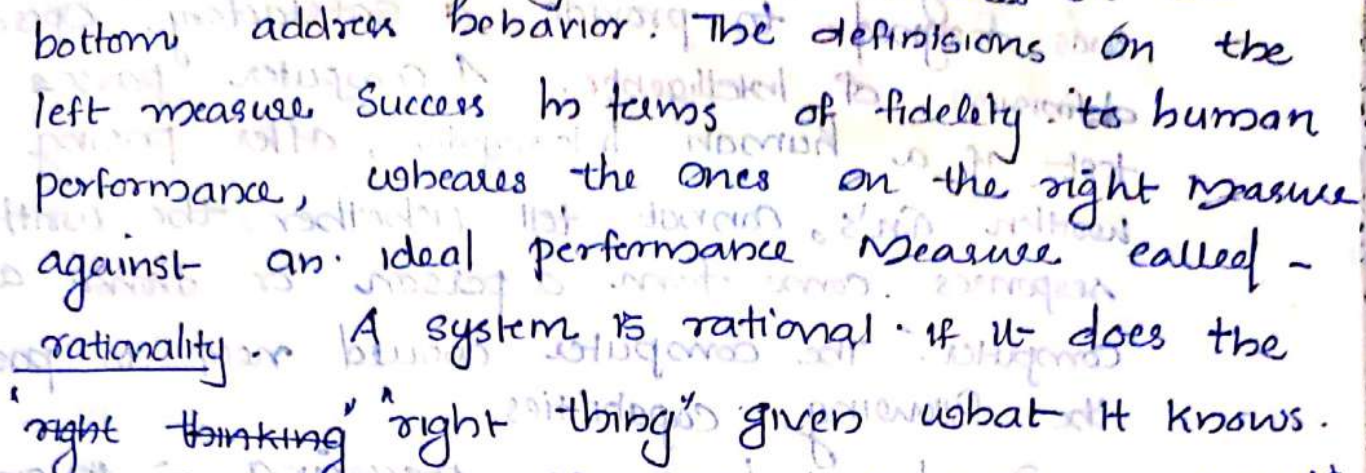 bottom address behavior. The definisions on the
left measure success in terms of fidelity to human
performance, wheares the ones on the right measure
against an ideal performance measure called -
rationality. A system is rational if it does the
"right thinking" "right thing" given what it knows.